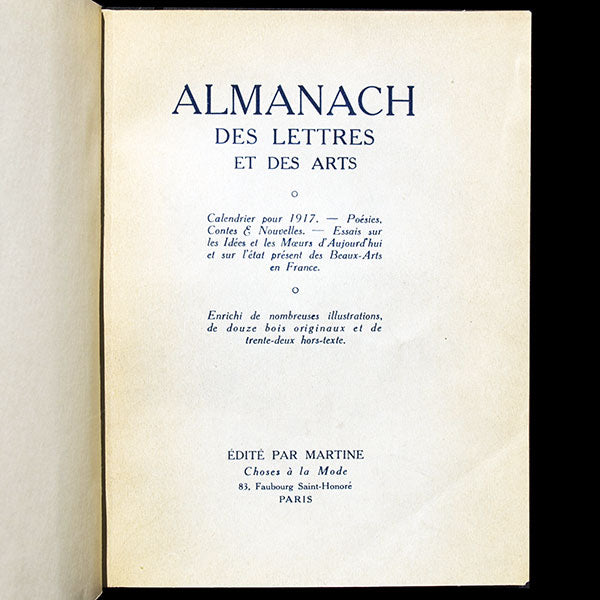 ALMANACH
DES LETTRES
ET DES ARTS
Calendrier pour 1917. — Poésies,
Contes & Nouvelles. — Essais sur
les Idées et les Mœurs d'Aujourd'hui
et sur l'état présent des Beaux-Arts
en France.
Enrichi de nombreuses illustrations,
de douze bois originaux et de
trente-deux hors-texte.
ÉDITÉ PAR MARTINE
Choses à la Mode
83, Faubourg Saint-Honoré
PARIS